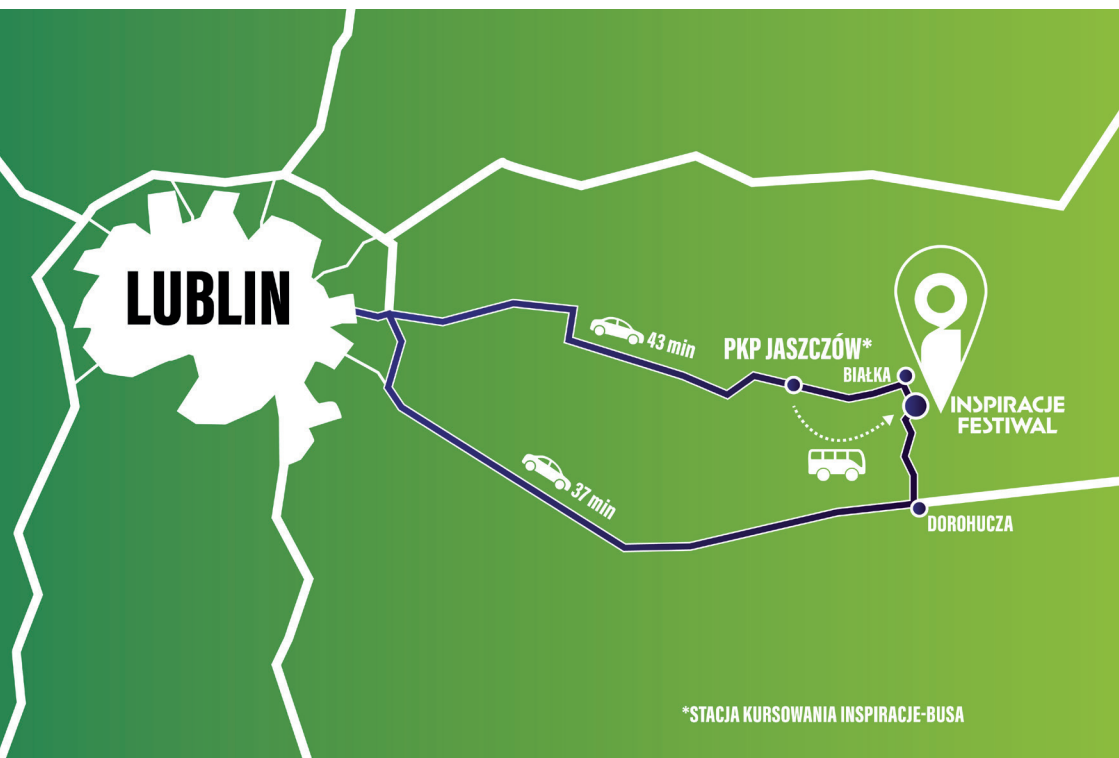 LUBLIN
43 min
PKP JASZCZÓW*
BIAŁKA
INSPIRACJE
FESTIWAL
37 min
DOROHUCZA
*STACJA KURSOWANIA INSPIRACJE-BUSA